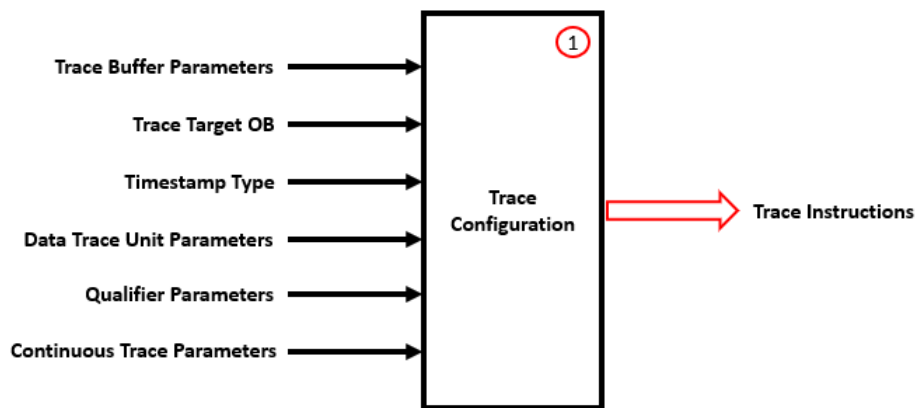 1
Trace Buffer Parameters
Trace Target OB
Timestamp Type
Data Trace Unit Parameters
Qualifier Parameters
Continuous Trace Parameters
Trace
Configuration
Trace Instructions